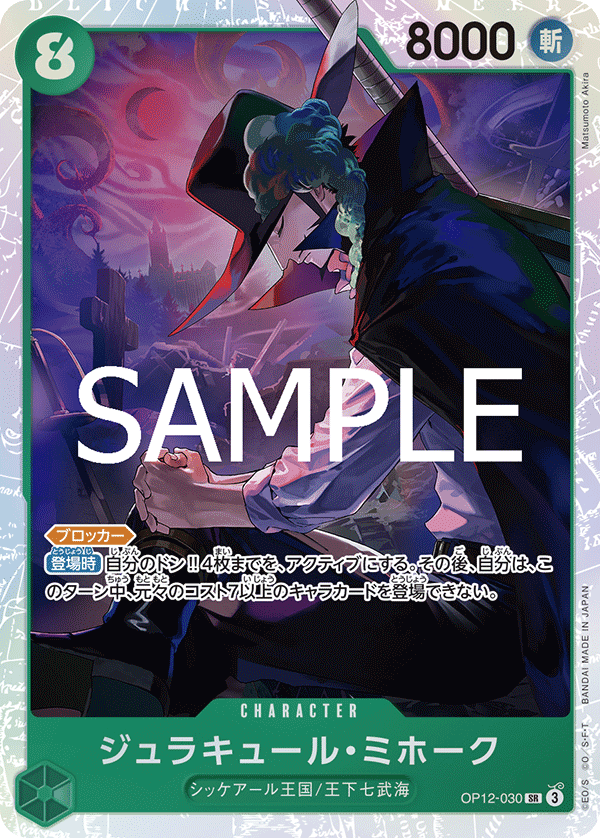 8
8000
斬
Matsumoto Akira
SAMPLE
ブロッカー
登場時 自分のドン!!4枚までを、アクティブにする。その後、自分は、こ
のターン中、元々のコスト7以上のキャラカードを登場できない。
CHARACTER
ジュラキュール・ミホーク
シッケアール王国/王下七武海
OP12-030 SR 3
©E.O/S ©O/S･F･T BANDAI MADE IN JAPAN